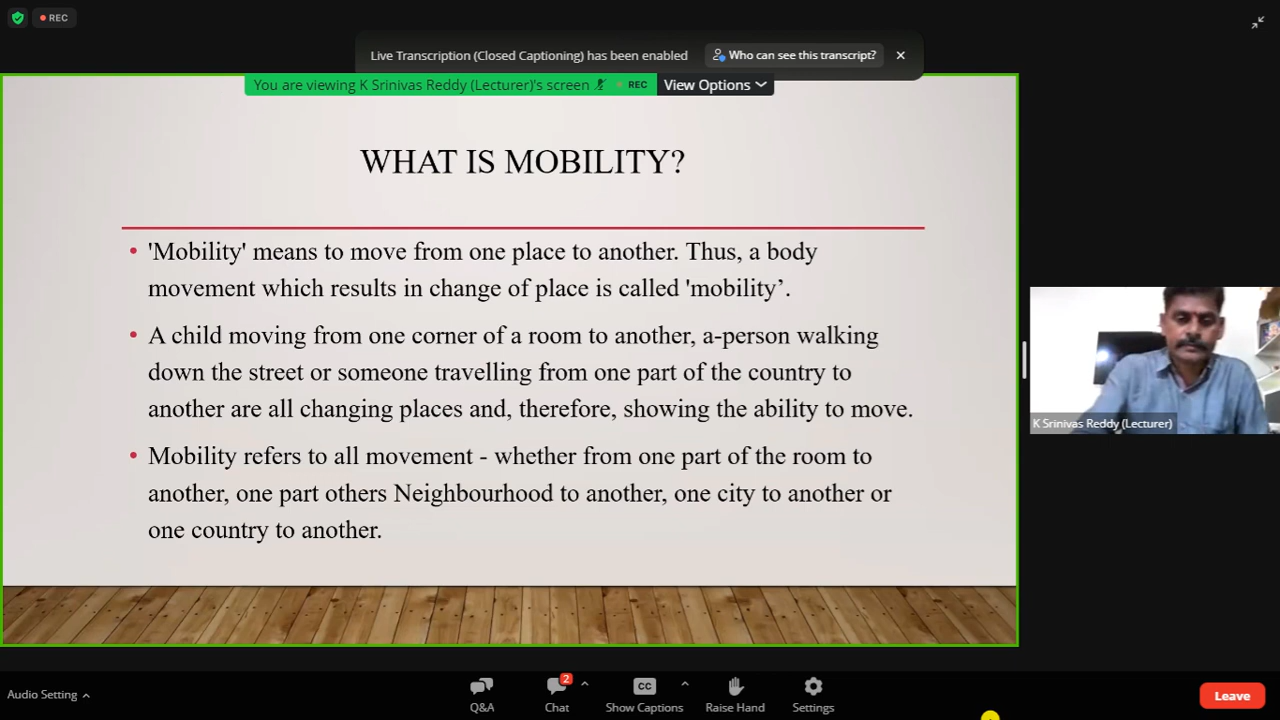 REC
Live Transcription (Closed Captioning) has been enabled
Who can see this transcript?
You are viewing K Srinivas Reddy (Lecturer)'s screen
REC
View Options
WHAT IS MOBILITY?
• 'Mobility' means to move from one place to another. Thus, a body
movement which results in change of place is called 'mobility’.
• A child moving from one corner of a room to another, a-person walking
down the street or someone travelling from one part of the country to
another are all changing places and, therefore, showing the ability to move.
• Mobility refers to all movement - whether from one part of the room to
another, one part others Neighbourhood to another, one city to another or
one country to another.
K Srinivas Reddy (Lecturer)
Audio Setting
Q&A
2
Chat
CC
Show Captions
Raise Hand
Settings
Leave